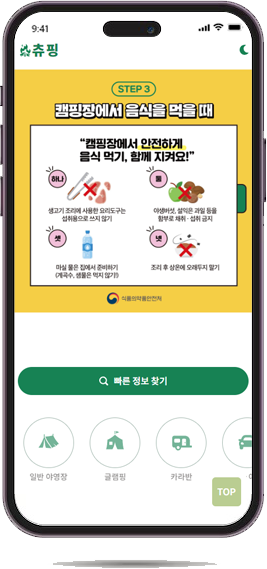 9:41
츄핑
STEP 3
캠핑장에서 음식을 먹을 때
“캠핑장에서 안전하게
음식 먹기, 함께 지켜요!”
하나
둘
생고기 조리에 사용한 요리도구는
섭취용으로 쓰지 않기
야생버섯, 설익은 과일 등을
함부로 채취·섭취 금지
셋
넷
마실 물은 집에서 준비하기
(계곡수, 샘물은 먹지 않기!)
조리 후 상온에 오래두지 말기
식품의약품안전처
빠른 정보 찾기
일반 야영장
글램핑
카라반
TOP